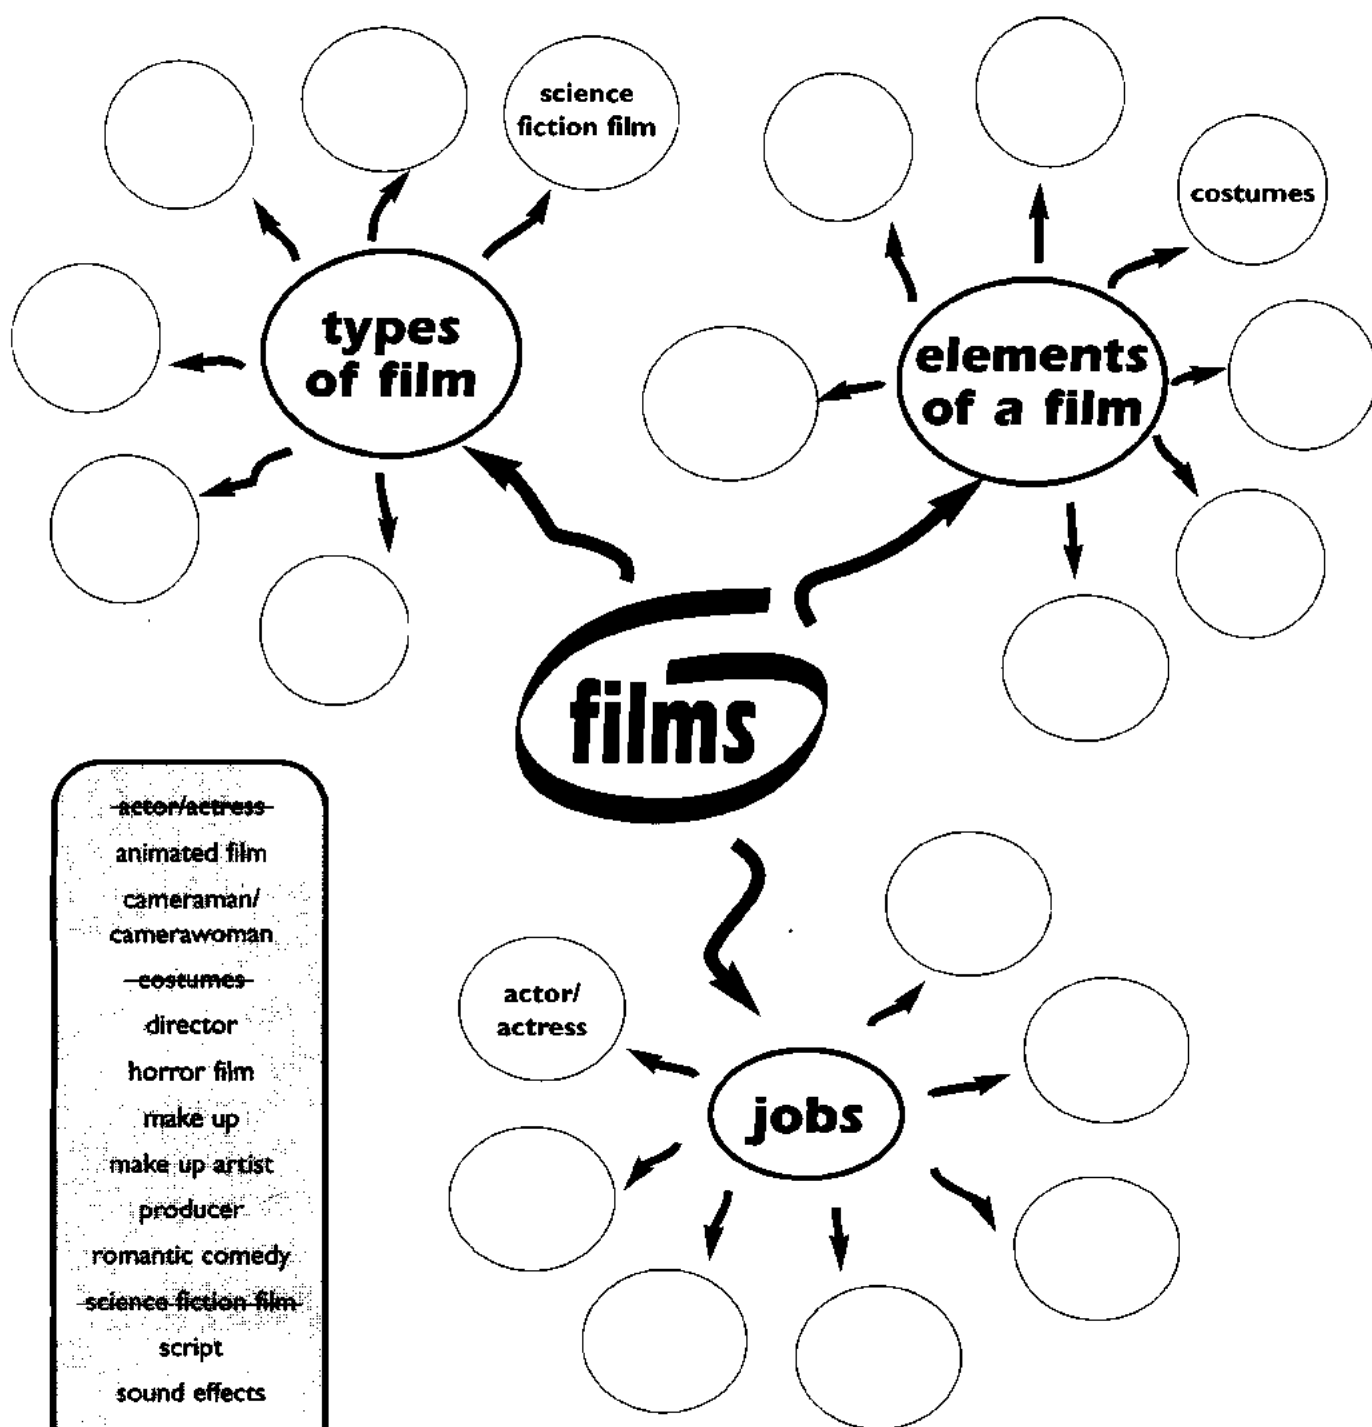 science
fiction film
costumes
types
of film
elements
of a film
films
actor/actress
animated film
cameraman/
camerawoman
costumes
director
horror film
make up
make up artist
producer
romantic comedy
science fiction film
script
sound effects
actor/
actress
jobs